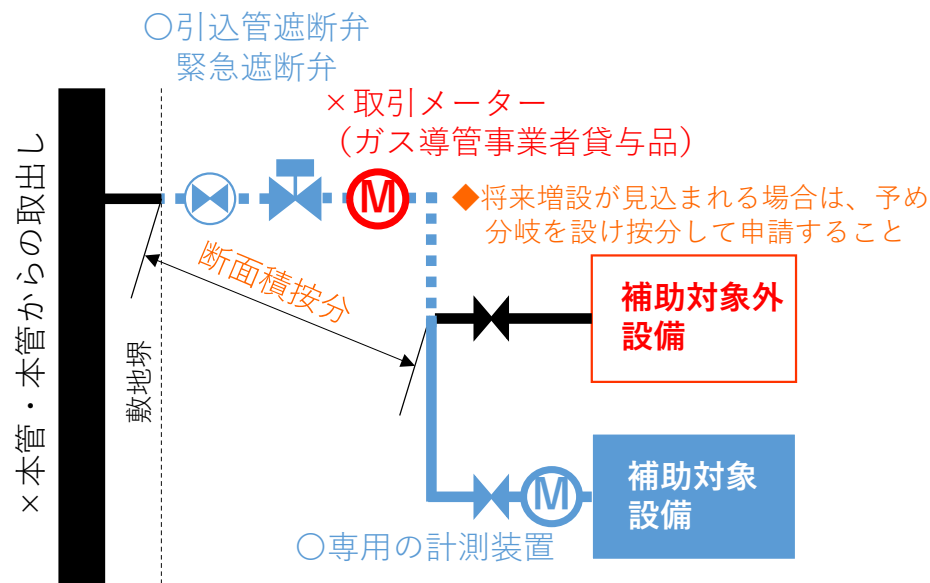 〇引込管遮断弁
緊急遮断弁
×取引メーター
（ガス導管事業者貸与品）
×本管・本管からの取出し
M
◆将来増設が見込まれる場合は、予め
分岐を設け按分して申請すること
断面積按分
敷地堺
補助対象外
設備
補助対象
設備
M
〇専用の計測装置